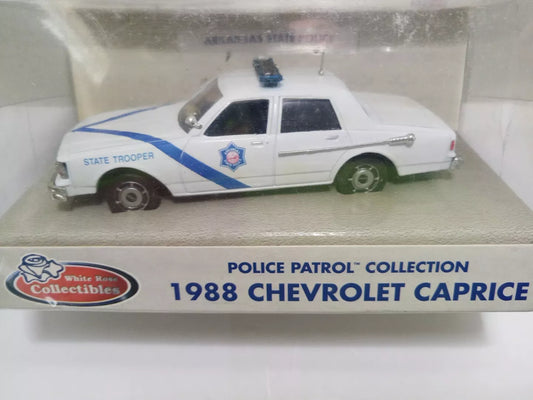 ARKANSAS STATE POLICE
STATE TROOPER
White Rose
Collectibles
POLICE PATROL™ COLLECTION
1988 CHEVROLET CAPRICE